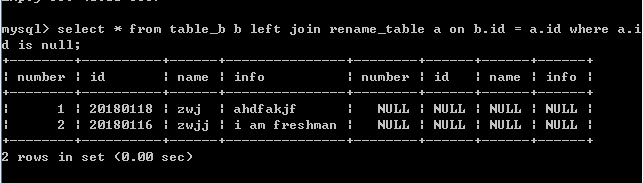 mysql> select * from table_b b left join rename_table a on b.id = a.id where a.i
d is null;
+--------+----------+------+---------------+--------+------+------+------+
| number | id       | name | info          | number | id   | name | info |
+--------+----------+------+---------------+--------+------+------+------+
|      1 | 20180118 | zwj  | ahdfakjf      |   NULL | NULL | NULL | NULL |
|      2 | 20180116 | zwjj | i am freshman |   NULL | NULL | NULL | NULL |
+--------+----------+------+---------------+--------+------+------+------+
2 rows in set (0.00 sec)